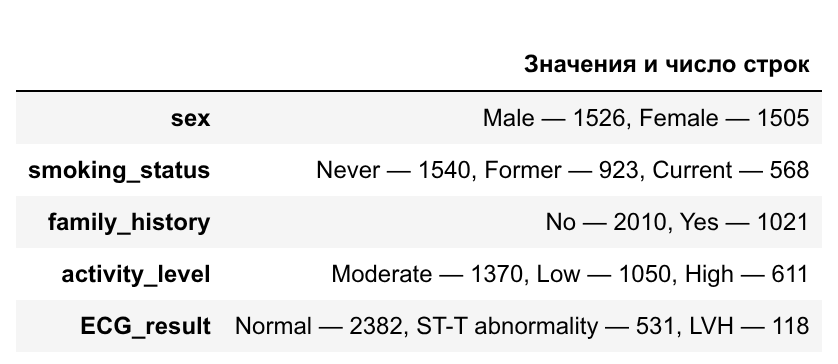 Значения и число строк
sex Male — 1526, Female — 1505
smoking_status Never — 1540, Former — 923, Current — 568
family_history No — 2010, Yes — 1021
activity_level Moderate — 1370, Low — 1050, High — 611
ECG_result Normal — 2382, ST-T abnormality — 531, LVH — 118